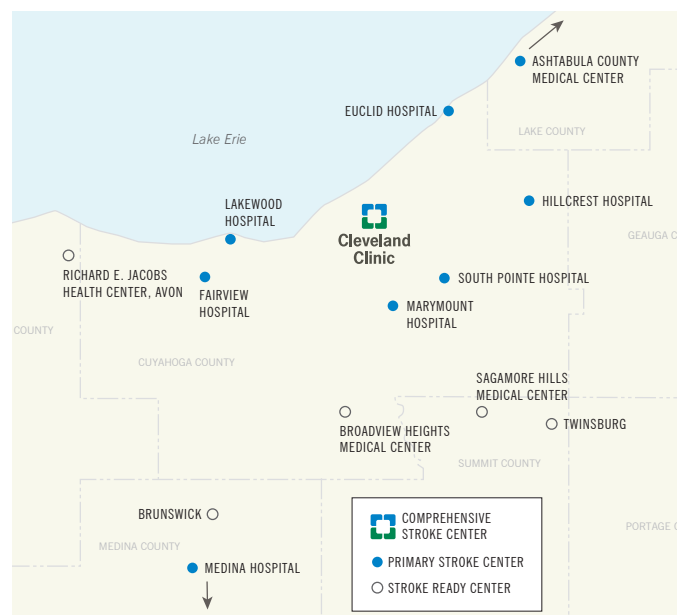 ASHTABULA COUNTY
MEDICAL CENTER
EUCLID HOSPITAL
LAKE COUNTY
Lake Erie
LAKEWOOD
HOSPITAL
HILLCREST HOSPITAL
GEAUGA C
Cleveland
Clinic
RICHARD E. JACOBS
HEALTH CENTER, AVON
FAIRVIEW
HOSPITAL
SOUTH POINTE HOSPITAL
MARYMOUNT
HOSPITAL
COUNTY
CUYAHOGA COUNTY
SAGAMORE HILLS
MEDICAL CENTER
BROADVIEW HEIGHTS
MEDICAL CENTER
TWINSBURG
SUMMIT COUNTY
BRUNSWICK
MEDINA COUNTY
MEDINA HOSPITAL
PORTAGE C
COMPREHENSIVE
STROKE CENTER
PRIMARY STROKE CENTER
STROKE READY CENTER